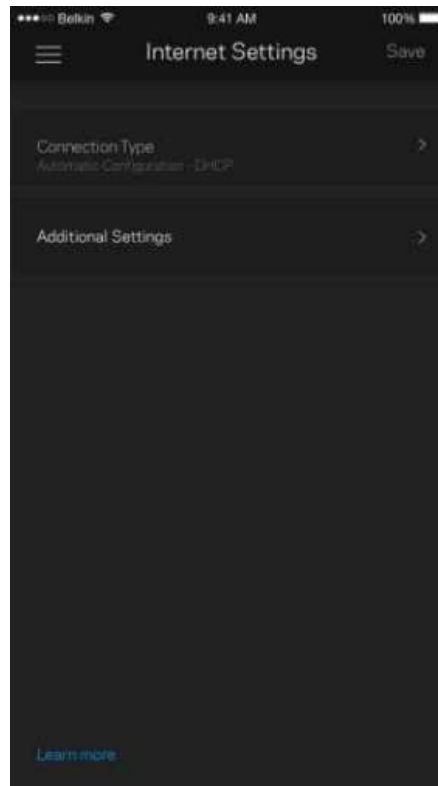 Belkin 9:41 AM 100%
Internet Settings Save
Connection Type
Automatic Configuration - DHCP
Additional Settings
Learn more